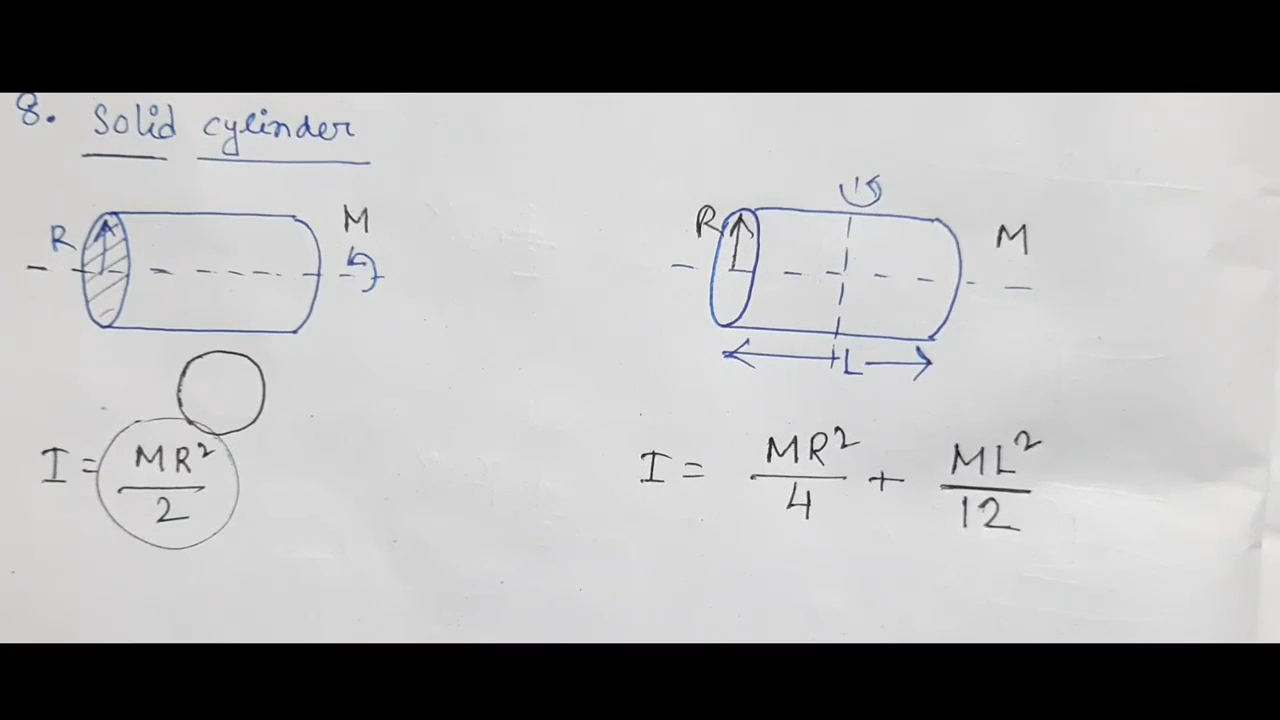 8. Solid cylinder
R M
R M
L
I = MR²/2
I = MR²/4 + ML²/12